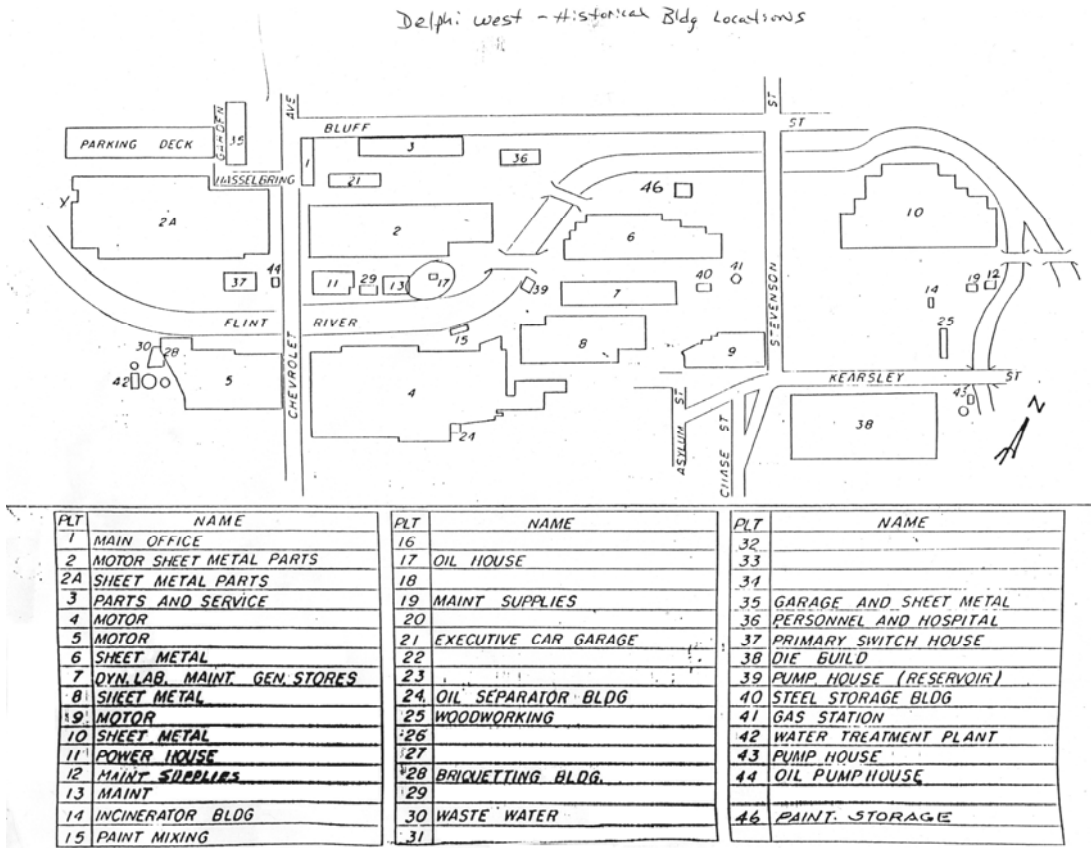 Delphi West - Historical Bldg Locations
AVE
ST
GARDEN
35
BLUFF
ST
PARKING DECK
1
3
36
HASSELBRING
21
46
Y
2A
2
6
10
44
37
11
29
13
17
39
40
41
7
14
19
12
25
FLINT RIVER
15
8
STEVENSON
30
28
9
42
5
CHEVROLET
4
KEARSLEY ST
43
24
ASYLUM ST
CHASE ST
38
N
PLT NAME
1 MAIN OFFICE
2 MOTOR SHEET METAL PARTS
2A SHEET METAL PARTS
3 PARTS AND SERVICE
4 MOTOR
5 MOTOR
6 SHEET METAL
7 DYN. LAB. MAINT. GEN. STORES
8 SHEET METAL
9 MOTOR
10 SHEET METAL
11 POWER HOUSE
12 MAINT SUPPLIES
13 MAINT
14 INCINERATOR BLDG
15 PAINT MIXING
PLT NAME
16
17 OIL HOUSE
18
19 MAINT SUPPLIES
20
21 EXECUTIVE CAR GARAGE
22
23
24 OIL SEPARATOR BLDG
25 WOODWORKING
26
27
28 BRIQUETTING BLDG.
29
30 WASTE WATER
31
PLT NAME
32
33
34
35 GARAGE AND SHEET METAL
36 PERSONNEL AND HOSPITAL
37 PRIMARY SWITCH HOUSE
38 DIE BUILD
39 PUMP HOUSE (RESERVOIR)
40 STEEL STORAGE BLDG
41 GAS STATION
42 WATER TREATMENT PLANT
43 PUMP HOUSE
44 OIL PUMP HOUSE
46 PAINT STORAGE